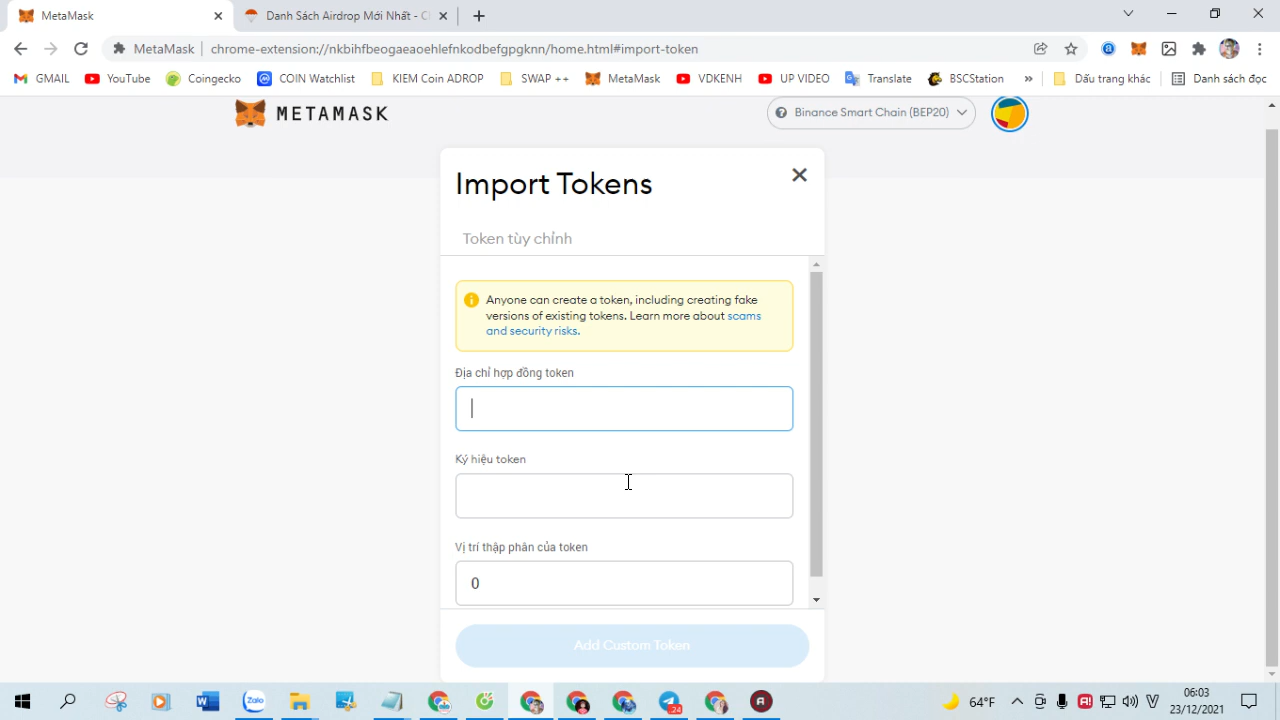 MetaMask
Danh Sách Airdrop Mới Nhất - C
MetaMask
chrome-extension://nkbihfbeogaeaoehlefnkodbefgpgknn/home.html#import-token
GMAIL
YouTube
Coingecko
COIN Watchlist
KIEM Coin ADROP
SWAP ++
MetaMask
VDKENH
UP VIDEO
Translate
BSCStation
»
Dấu trang khác
Danh sách đọc
METAMASK
Binance Smart Chain (BEP20)
Import Tokens
Token tùy chỉnh
Anyone can create a token, including creating fake
versions of existing tokens. Learn more about scams
and security risks.
Địa chỉ hợp đồng token
Ký hiệu token
Vị trí thập phân của token
0
Add Custom Token
Zalo
24
64°F
06:03
23/12/2021